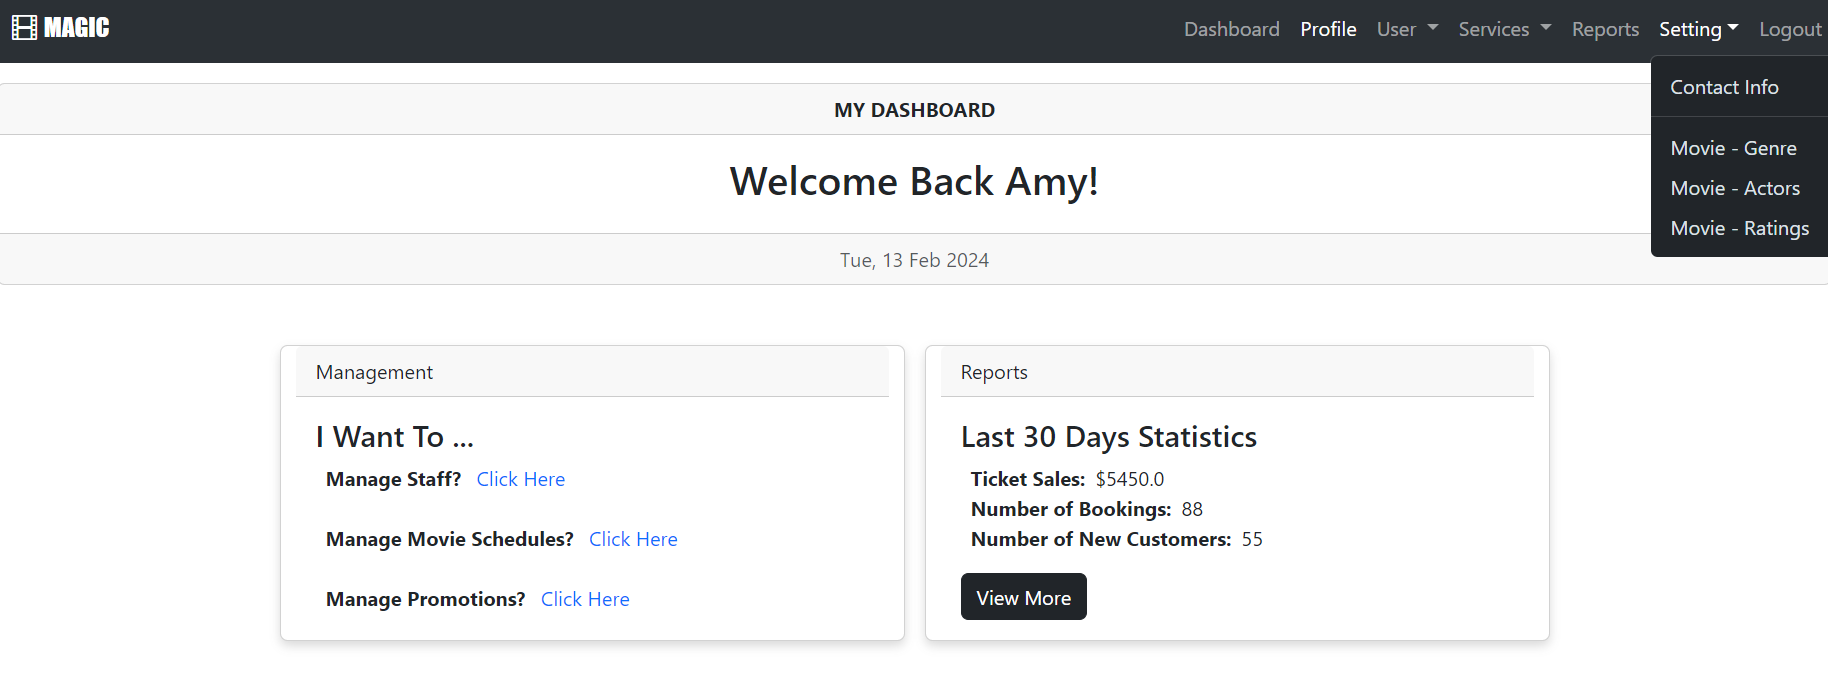 MAGIC
Dashboard Profile User Services Reports Setting Logout
Contact Info
Movie - Genre
Movie - Actors
Movie - Ratings
MY DASHBOARD
Welcome Back Amy!
Tue, 13 Feb 2024
Management
I Want To ...
Manage Staff? Click Here
Manage Movie Schedules? Click Here
Manage Promotions? Click Here
Reports
Last 30 Days Statistics
Ticket Sales: $5450.0
Number of Bookings: 88
Number of New Customers: 55
View More